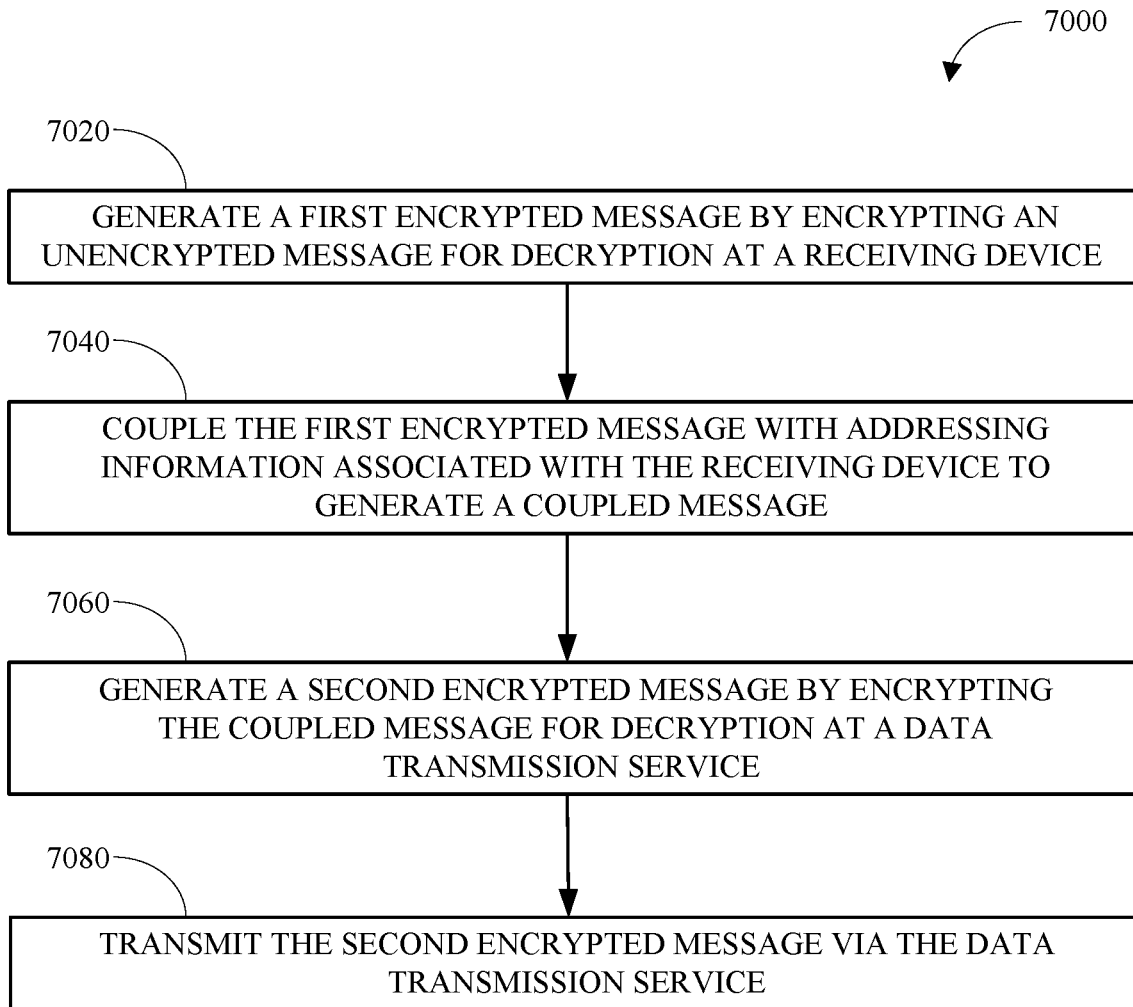 7000
7020
GENERATE A FIRST ENCRYPTED MESSAGE BY ENCRYPTING AN
UNENCRYPTED MESSAGE FOR DECRYPTION AT A RECEIVING DEVICE
7040
COUPLE THE FIRST ENCRYPTED MESSAGE WITH ADDRESSING
INFORMATION ASSOCIATED WITH THE RECEIVING DEVICE TO
GENERATE A COUPLED MESSAGE
7060
GENERATE A SECOND ENCRYPTED MESSAGE BY ENCRYPTING
THE COUPLED MESSAGE FOR DECRYPTION AT A DATA
TRANSMISSION SERVICE
7080
TRANSMIT THE SECOND ENCRYPTED MESSAGE VIA THE DATA
TRANSMISSION SERVICE